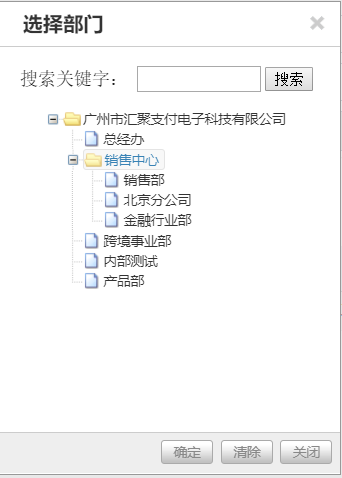 选择部门
搜索关键字： 搜索
广州市汇聚支付电子科技有限公司
总经办
销售中心
销售部
北京分公司
金融行业部
跨境事业部
内部测试
产品部
确定 清除 关闭